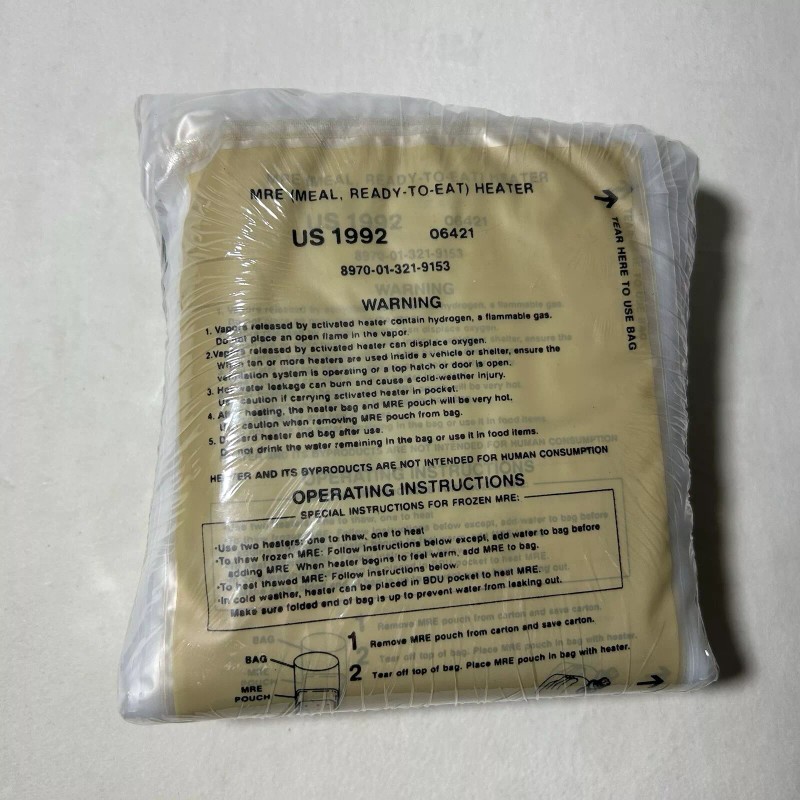 MRE (MEAL, READY-TO-EAT) HEATER
US 1992 06421
8970-01-321-9153
TEAR HERE TO USE BAG
WARNING
1. Vapors released by activated heater contain hydrogen, a flammable gas.
Do not place an open flame in the vapor.
2. Vapors released by activated heater can displace oxygen.
When ten or more heaters are used inside a vehicle or shelter, ensure the
ventilation system is operating or a top hatch or door is open.
3. Hot water leakage can burn and cause a cold-weather injury.
Use caution if carrying activated heater in pocket.
4. After heating, the heater bag and MRE pouch will be very hot.
Use caution when removing MRE pouch from bag.
5. Discard heater and bag after use.
Do not drink the water remaining in the bag or use it in food items.
HEATER AND ITS BYPRODUCTS ARE NOT INTENDED FOR HUMAN CONSUMPTION
OPERATING INSTRUCTIONS
SPECIAL INSTRUCTIONS FOR FROZEN MRE:
•Use two heaters: one to thaw, one to heat
•To thaw frozen MRE: Follow instructions below except, add water to bag before
adding MRE. When heater begins to feel warm, add MRE to bag.
•To heat thawed MRE: Follow instructions below.
•In cold weather, heater can be placed in BDU pocket to heat MRE.
Make sure folded end of bag is up to prevent water from leaking out.
1 Remove MRE pouch from carton and save carton.
2 Tear off top of bag. Place MRE pouch in bag with heater.
BAG
MRE
POUCH